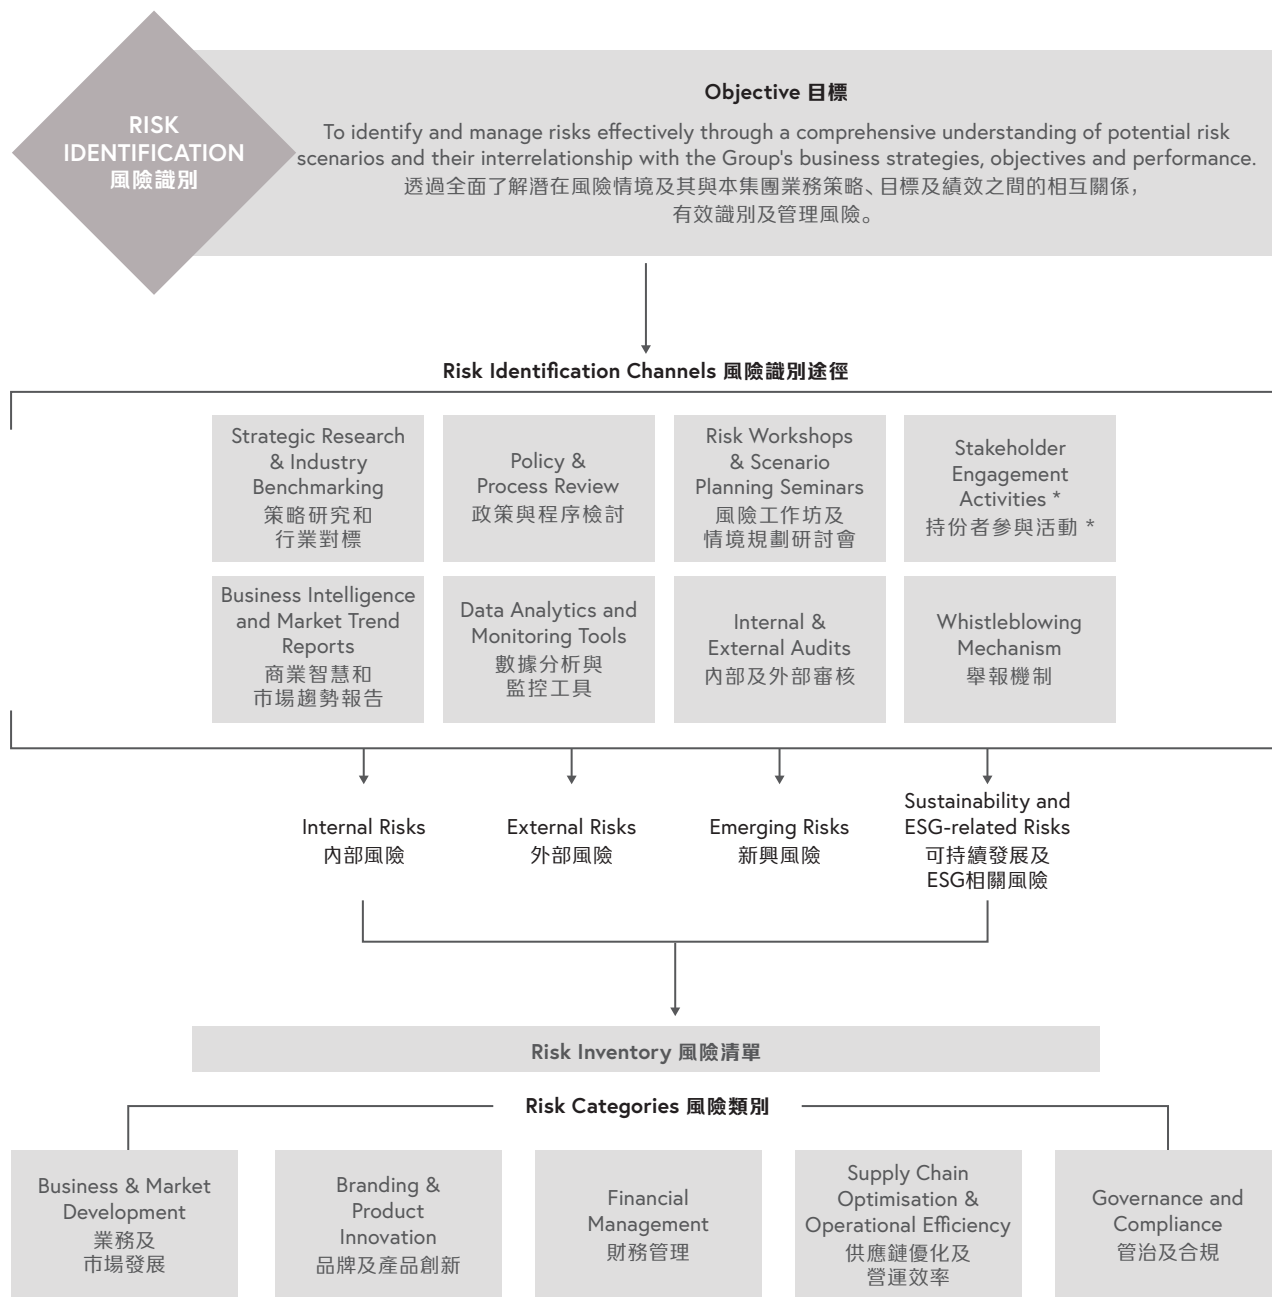 RISK
IDENTIFICATION
風險識別
Objective 目標
To identify and manage risks effectively through a comprehensive understanding of potential risk
scenarios and their interrelationship with the Group's business strategies, objectives and performance.
透過全面了解潛在風險情境及其與本集團業務策略、目標及績效之間的相互關係，
有效識別及管理風險。
Risk Identification Channels 風險識別途徑
Strategic Research
& Industry
Benchmarking
策略研究和
行業對標
Policy &
Process Review
政策與程序檢討
Risk Workshops
& Scenario
Planning Seminars
風險工作坊及
情境規劃研討會
Stakeholder
Engagement
Activities *
持份者參與活動 *
Business Intelligence
and Market Trend
Reports
商業智慧和
市場趨勢報告
Data Analytics and
Monitoring Tools
數據分析與
監控工具
Internal &
External Audits
內部及外部審核
Whistleblowing
Mechanism
舉報機制
Internal Risks
內部風險
External Risks
外部風險
Emerging Risks
新興風險
Sustainability and
ESG-related Risks
可持續發展及
ESG相關風險
Risk Inventory 風險清單
Risk Categories 風險類別
Business & Market
Development
業務及
市場發展
Branding &
Product
Innovation
品牌及產品創新
Financial
Management
財務管理
Supply Chain
Optimisation &
Operational Efficiency
供應鏈優化及
營運效率
Governance and
Compliance
管治及合規